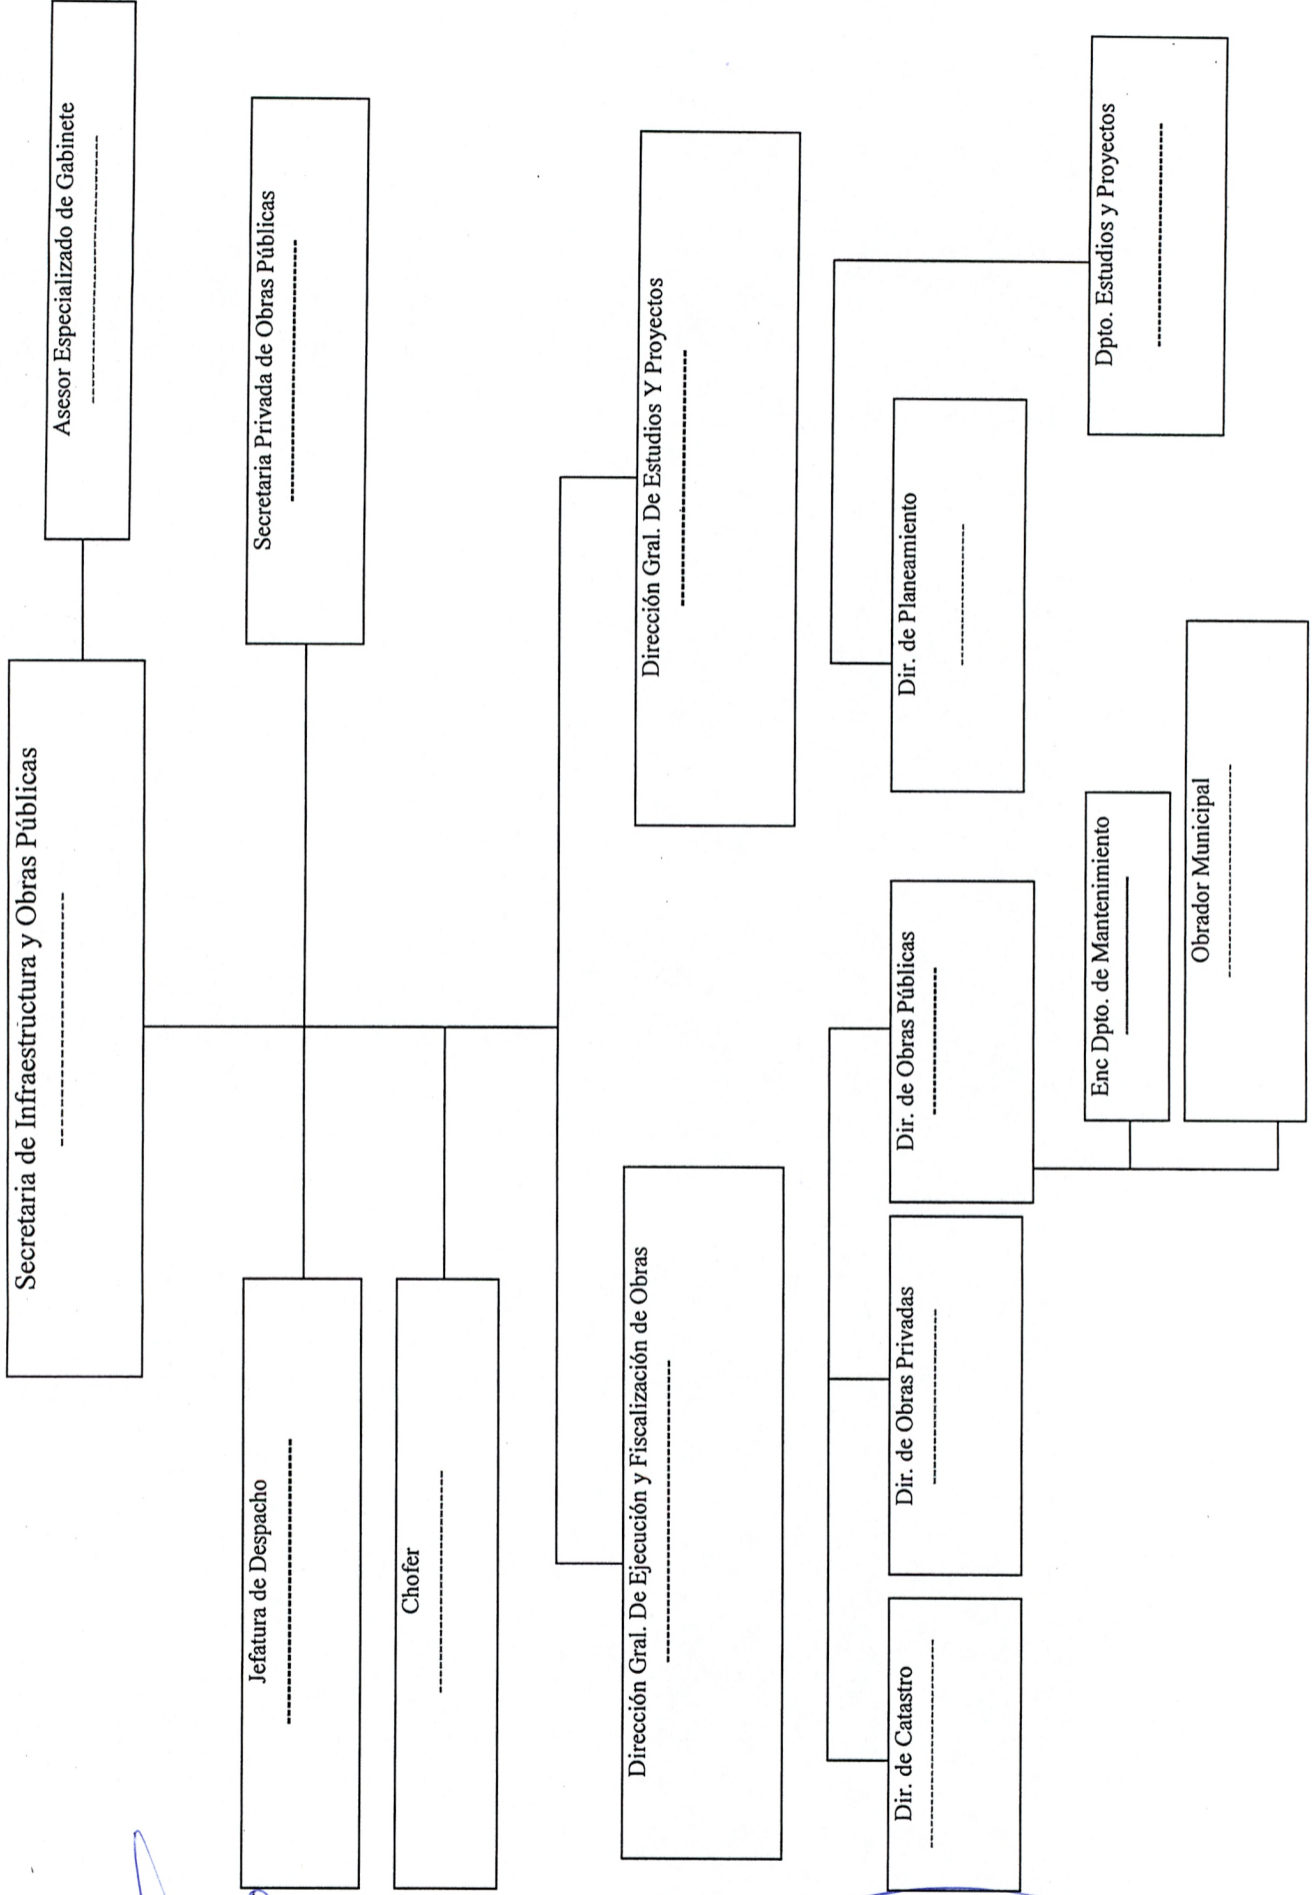 Secretaria de Infraestructura y Obras Públicas
Asesor Especializado de Gabinete
Jefatura de Despacho
Secretaria Privada de Obras Públicas
Chofer
Dirección Gral. De Ejecución y Fiscalización de Obras
Dirección Gral. De Estudios Y Proyectos
Dir. de Catastro
Dir. de Obras Privadas
Dir. de Obras Públicas
Dir. de Planeamiento
Enc Dpto. de Mantenimiento
Dpto. Estudios y Proyectos
Obrador Municipal